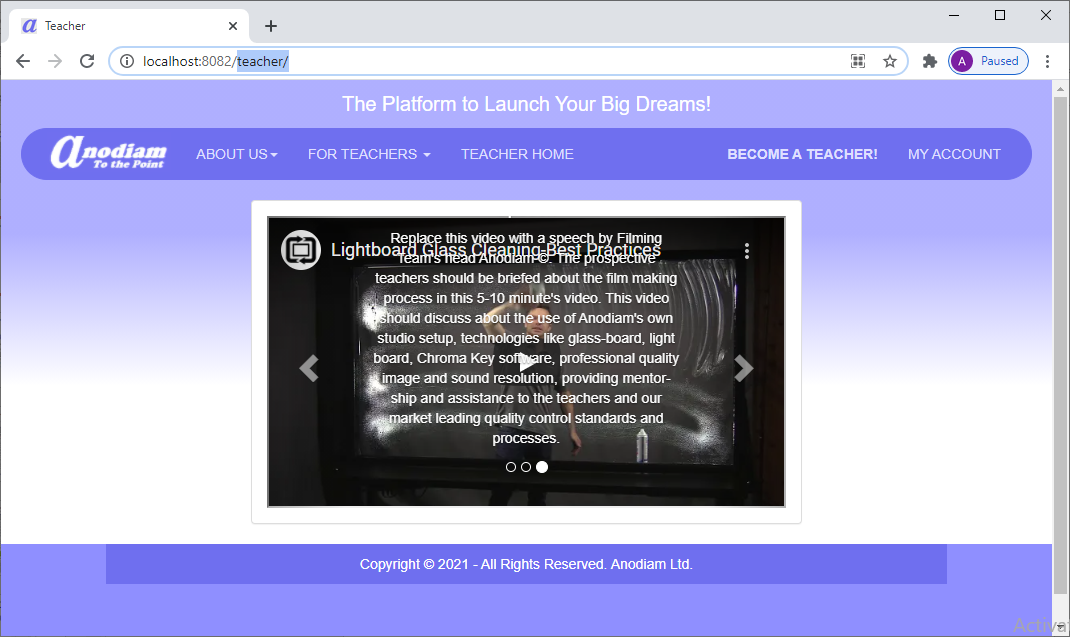 Teacher
localhost:8082/teacher/
A Paused
The Platform to Launch Your Big Dreams!
anodiam
To the Point
ABOUT US FOR TEACHERS TEACHER HOME BECOME A TEACHER! MY ACCOUNT
Lightboard Glass Cleaning-Best Practices
Replace this video with a speech by Filming
Team's head Anodiam ©. The prospective
teachers should be briefed about the film making
process in this 5-10 minute's video. This video
should discuss about the use of Anodiam's own
studio setup, technologies like glass-board, light
board, Chroma Key software, professional quality
image and sound resolution, providing mentor-
ship and assistance to the teachers and our
market leading quality control standards and
processes.
Copyright © 2021 - All Rights Reserved. Anodiam Ltd.